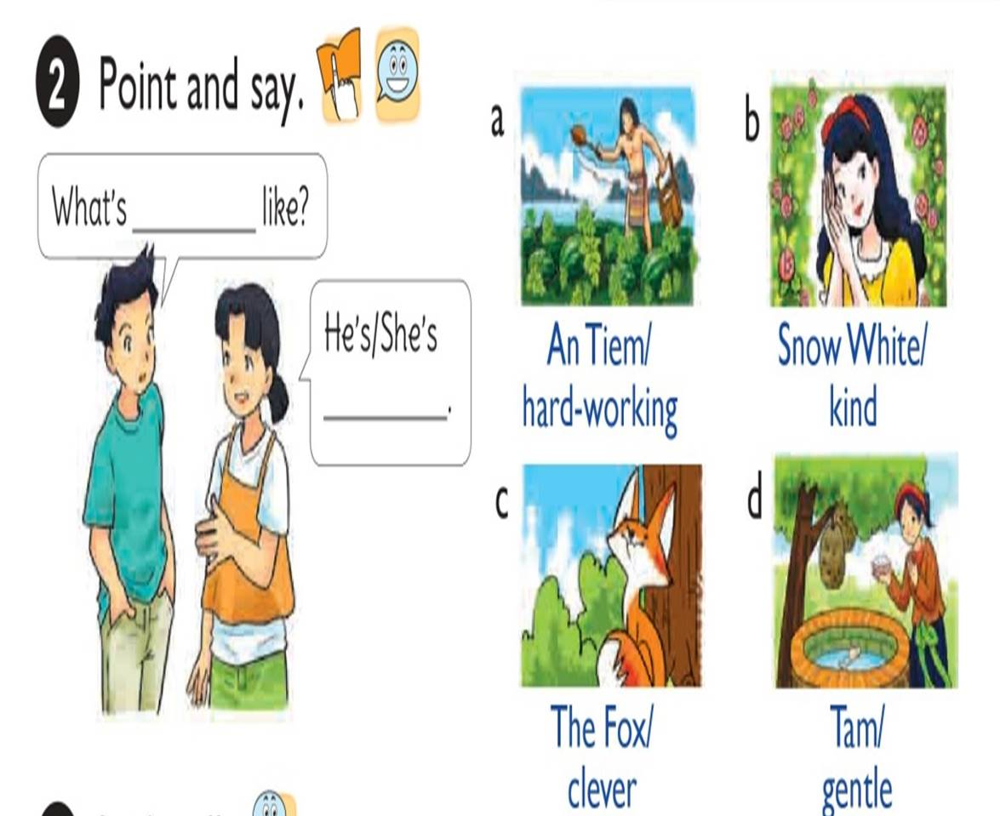 2 Point and say.
What's ________ like?
He's/She's
________.
a
An Tiem/
hard-working
b
Snow White/
kind
c
The Fox/
clever
d
Tam/
gentle